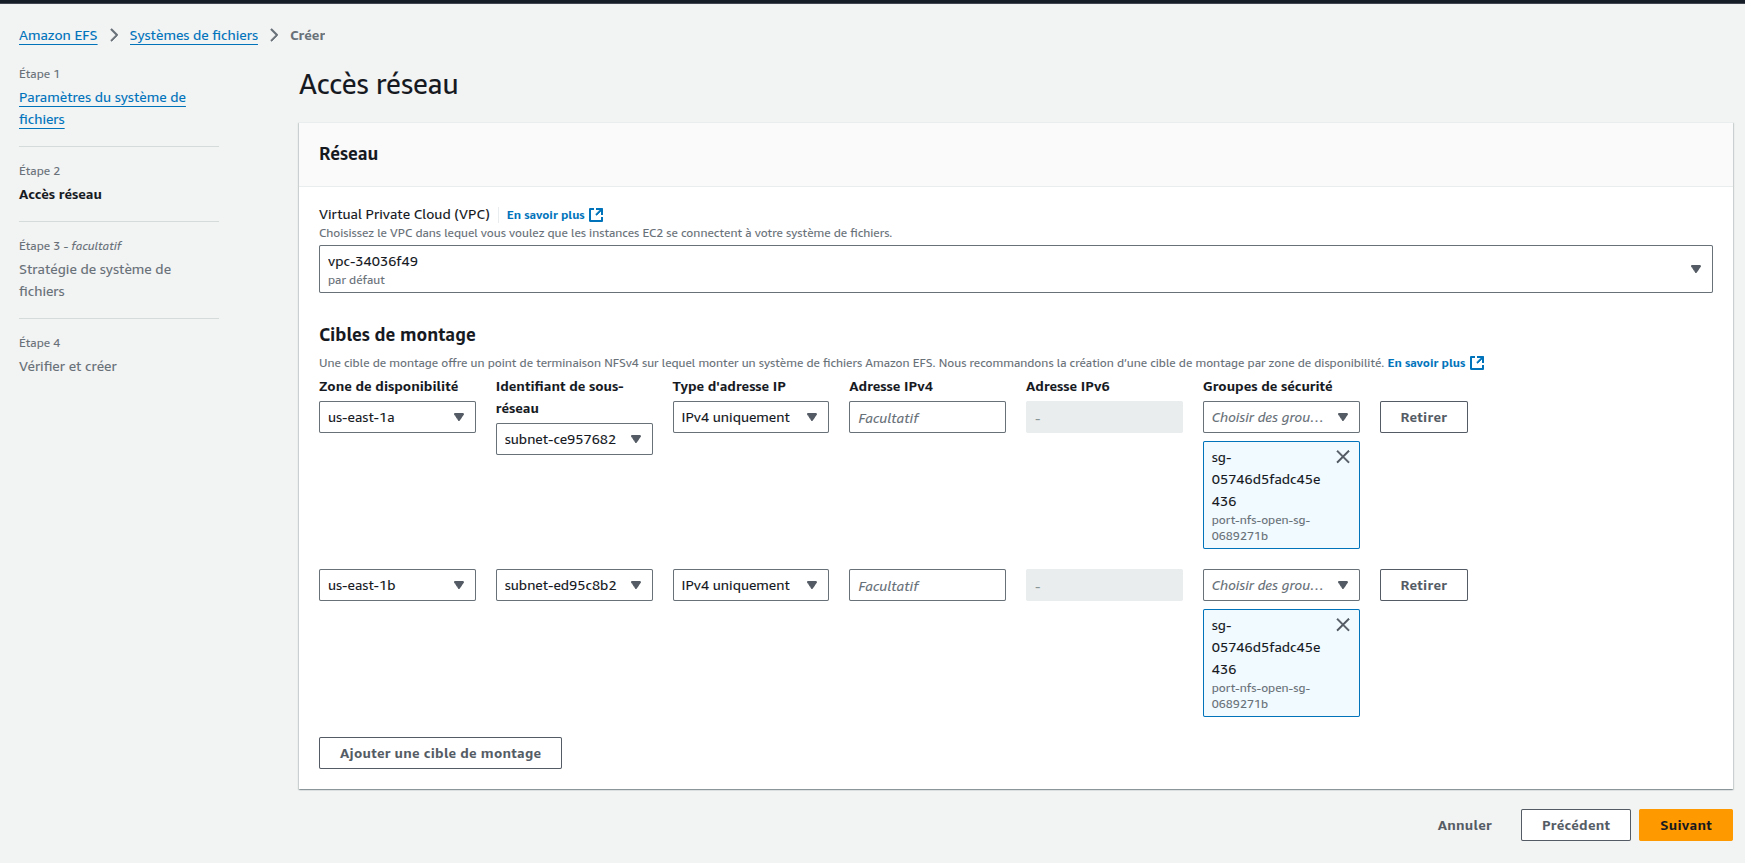 Amazon EFS > Systèmes de fichiers > Créer
Étape 1
Paramètres du système de
fichiers
Étape 2
Accès réseau
Étape 3 - facultatif
Stratégie de système de
fichiers
Étape 4
Vérifier et créer
Accès réseau
Réseau
Virtual Private Cloud (VPC) En savoir plus
Choisissez le VPC dans lequel vous voulez que les instances EC2 se connectent à votre système de fichiers.
vpc-34036f49
par défaut
Cibles de montage
Une cible de montage offre un point de terminaison NFSv4 sur lequel monter un système de fichiers Amazon EFS. Nous recommandons la création d'une cible de montage par zone de disponibilité. En savoir plus
Zone de disponibilité
Identifiant de sous-
réseau
Type d'adresse IP
Adresse IPv4
Adresse IPv6
Groupes de sécurité
us-east-1a
subnet-ce957682
IPv4 uniquement
Facultatif
-
Choisir des grou...
Retirer
sg-
05746d5fadc45e
436
port-nfs-open-sg-
0689271b
us-east-1b
subnet-ed95c8b2
IPv4 uniquement
Facultatif
-
Choisir des grou...
Retirer
sg-
05746d5fadc45e
436
port-nfs-open-sg-
0689271b
Ajouter une cible de montage
Annuler
Précédent
Suivant